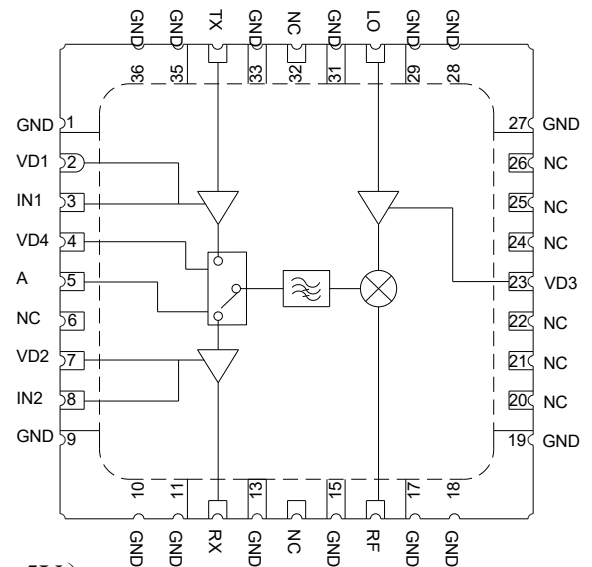 GND GND TX GND NC GND LO GND GND
36 35 33 32 31 29 28
GND 1 27 GND
VD1 2 26 NC
IN1 3 25 NC
VD4 4 24 NC
A 5 23 VD3
NC 6 22 NC
VD2 7 21 NC
IN2 8 20 NC
GND 9 19 GND
10 11 13 15 17 18
GND GND RX GND NC GND RF GND GND